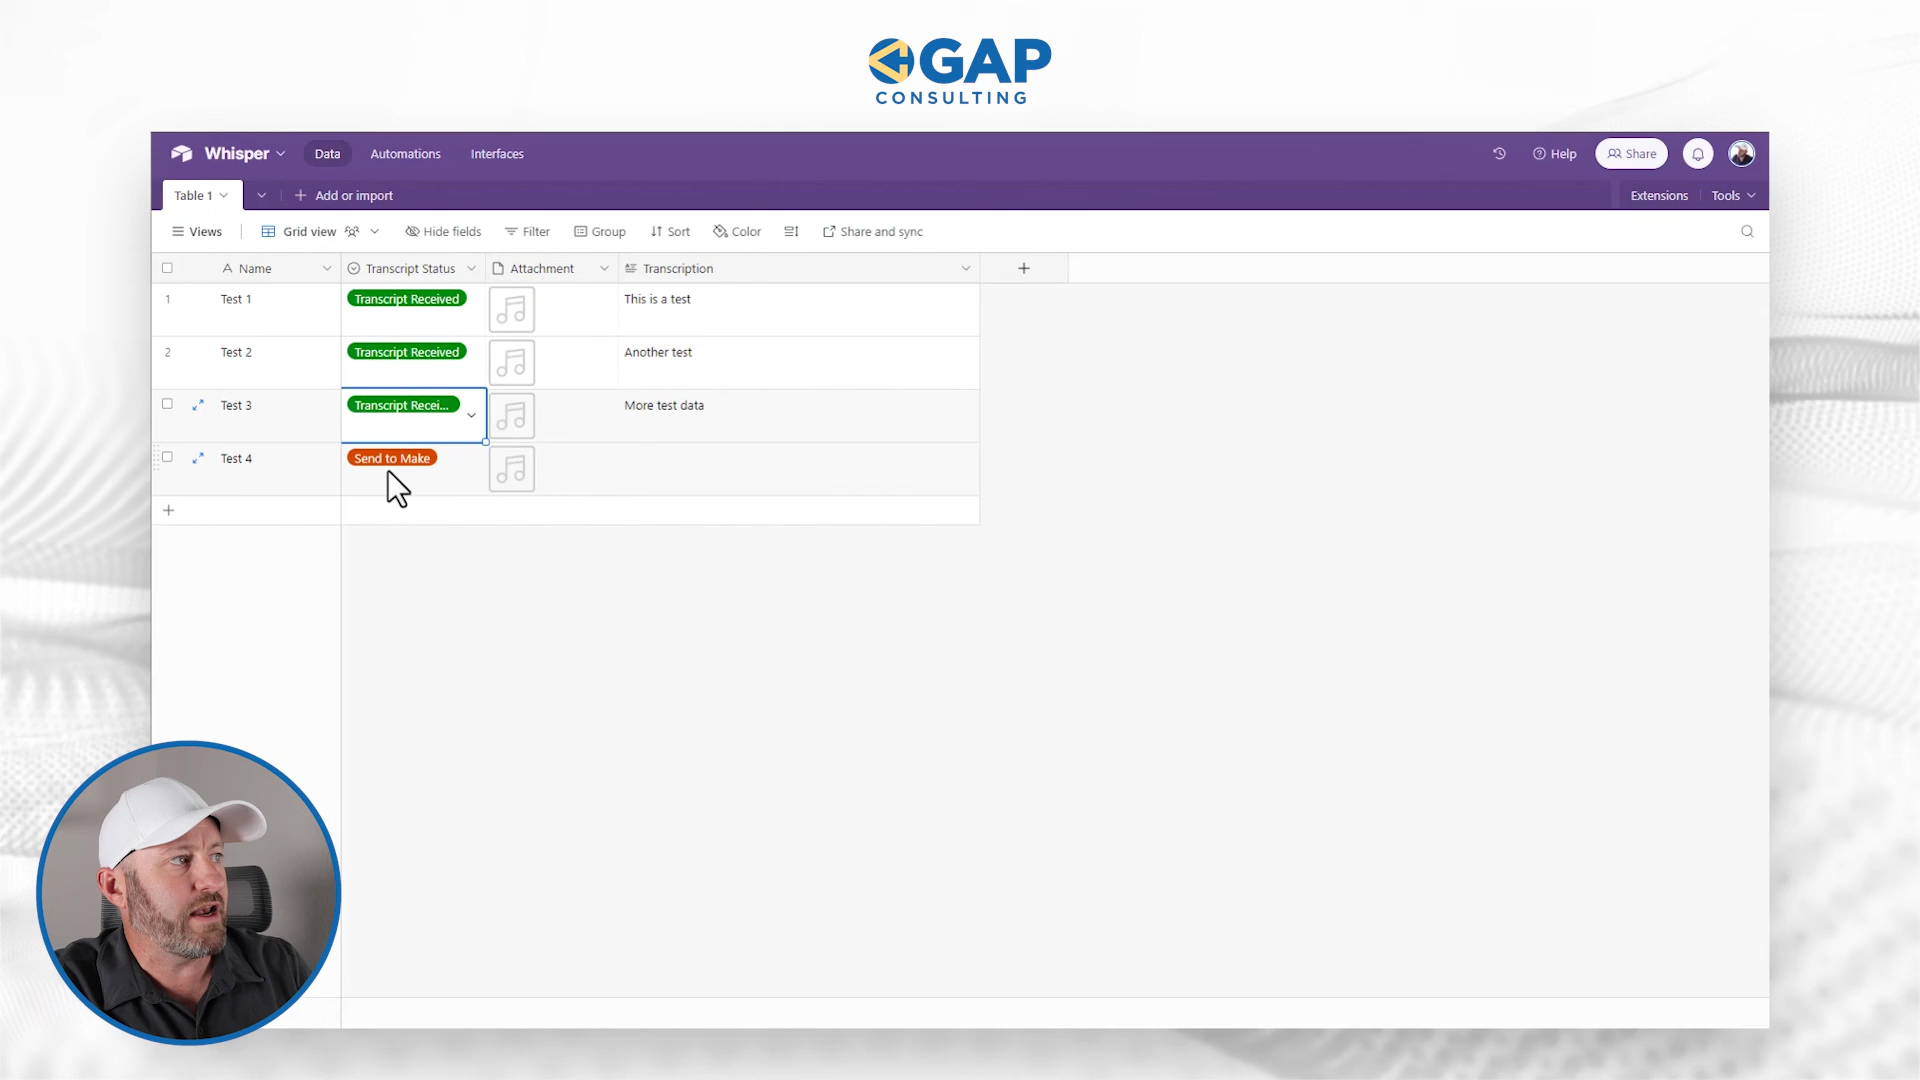 GAP
CONSULTING
Whisper Data Automations Interfaces Help Share
Table 1 Add or import Extensions Tools
Views Grid view Hide fields Filter Group Sort Color Share and sync
Name Transcript Status Attachment Transcription
1 Test 1 Transcript Received This is a test
2 Test 2 Transcript Received Another test
Test 3 Transcript Recei... More test data
Test 4 Send to Make